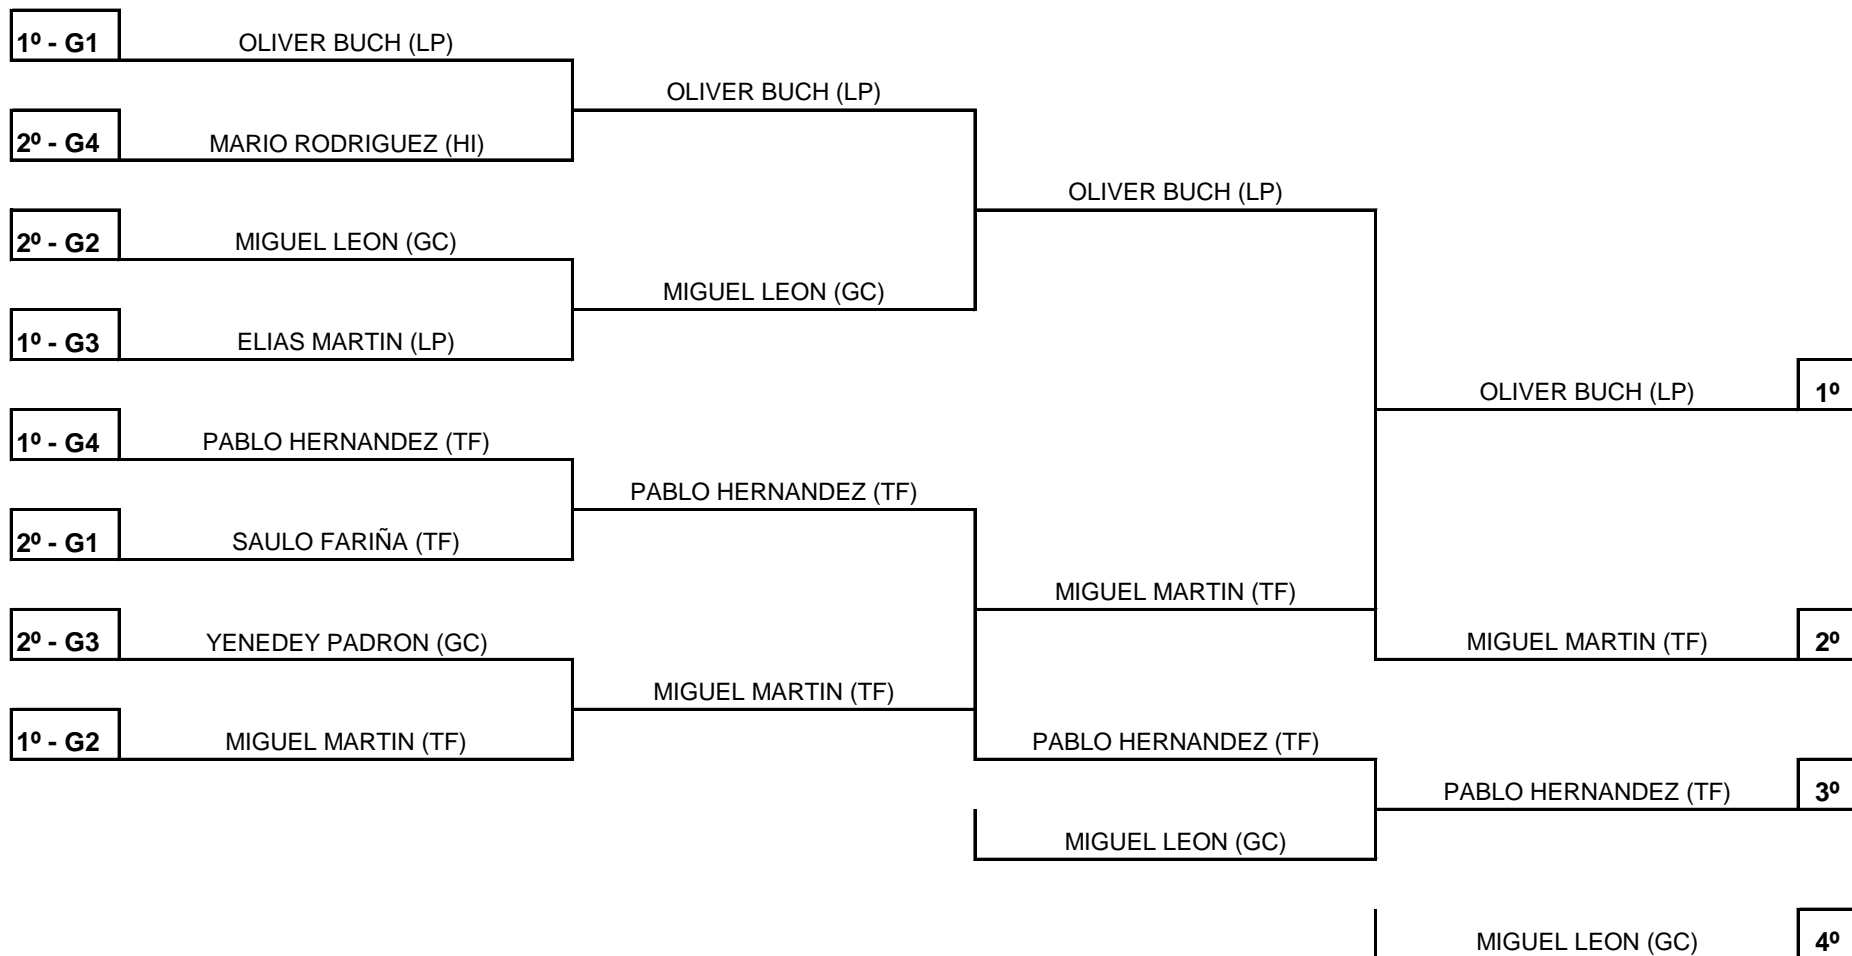 1º - G1 OLIVER BUCH (LP)
OLIVER BUCH (LP)
2º - G4 MARIO RODRIGUEZ (HI)
OLIVER BUCH (LP)
2º - G2 MIGUEL LEON (GC)
MIGUEL LEON (GC)
1º - G3 ELIAS MARTIN (LP)
OLIVER BUCH (LP) 1º
1º - G4 PABLO HERNANDEZ (TF)
PABLO HERNANDEZ (TF)
2º - G1 SAULO FARIÑA (TF)
MIGUEL MARTIN (TF)
2º - G3 YENEDEY PADRON (GC) MIGUEL MARTIN (TF) 2º
MIGUEL MARTIN (TF)
1º - G2 MIGUEL MARTIN (TF) PABLO HERNANDEZ (TF)
PABLO HERNANDEZ (TF) 3º
MIGUEL LEON (GC)
MIGUEL LEON (GC) 4º